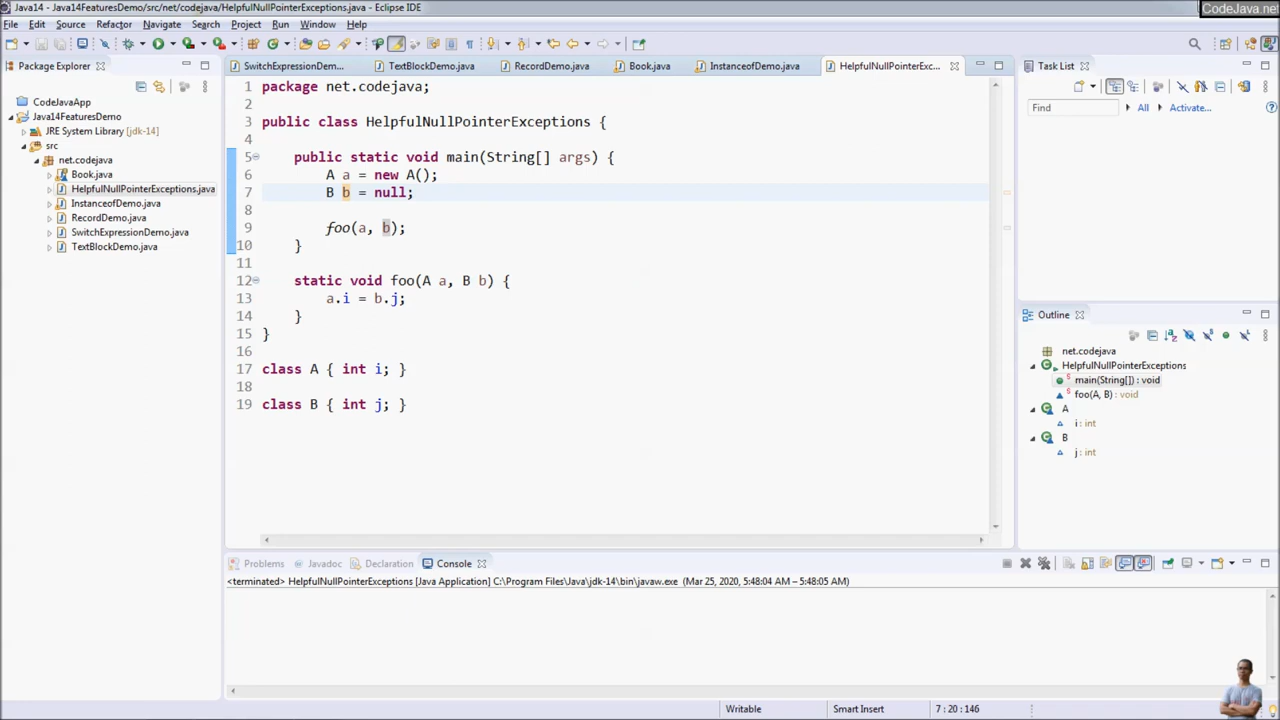 Java14 - Java14FeaturesDemo/src/net/codejava/HelpfulNullPointerExceptions.java - Eclipse IDE
CodeJava.net
File Edit Source Refactor Navigate Search Project Run Window Help
Package Explorer
CodeJavaApp
Java14FeaturesDemo
JRE System Library [jdk-14]
src
net.codejava
Book.java
HelpfulNullPointerExceptions.java
InstanceofDemo.java
RecordDemo.java
SwitchExpressionDemo.java
TextBlockDemo.java
SwitchExpressionDem... TextBlockDemo.java RecordDemo.java Book.java InstanceofDemo.java HelpfulNullPointerExc...
1 package net.codejava;
2
3 public class HelpfulNullPointerExceptions {
4
5 public static void main(String[] args) {
6 A a = new A();
7 B b = null;
8
9 foo(a, b);
10 }
11
12 static void foo(A a, B b) {
13 a.i = b.j;
14 }
15 }
16
17 class A { int i; }
18
19 class B { int j; }
Task List
Find All Activate...
Outline
net.codejava
HelpfulNullPointerExceptions
main(String[]) : void
foo(A, B) : void
A
i : int
B
j : int
Problems Javadoc Declaration Console
<terminated> HelpfulNullPointerExceptions [Java Application] C:\Program Files\Java\jdk-14\bin\javaw.exe (Mar 25, 2020, 5:48:04 AM – 5:48:05 AM)
Writable Smart Insert 7 : 20 : 146